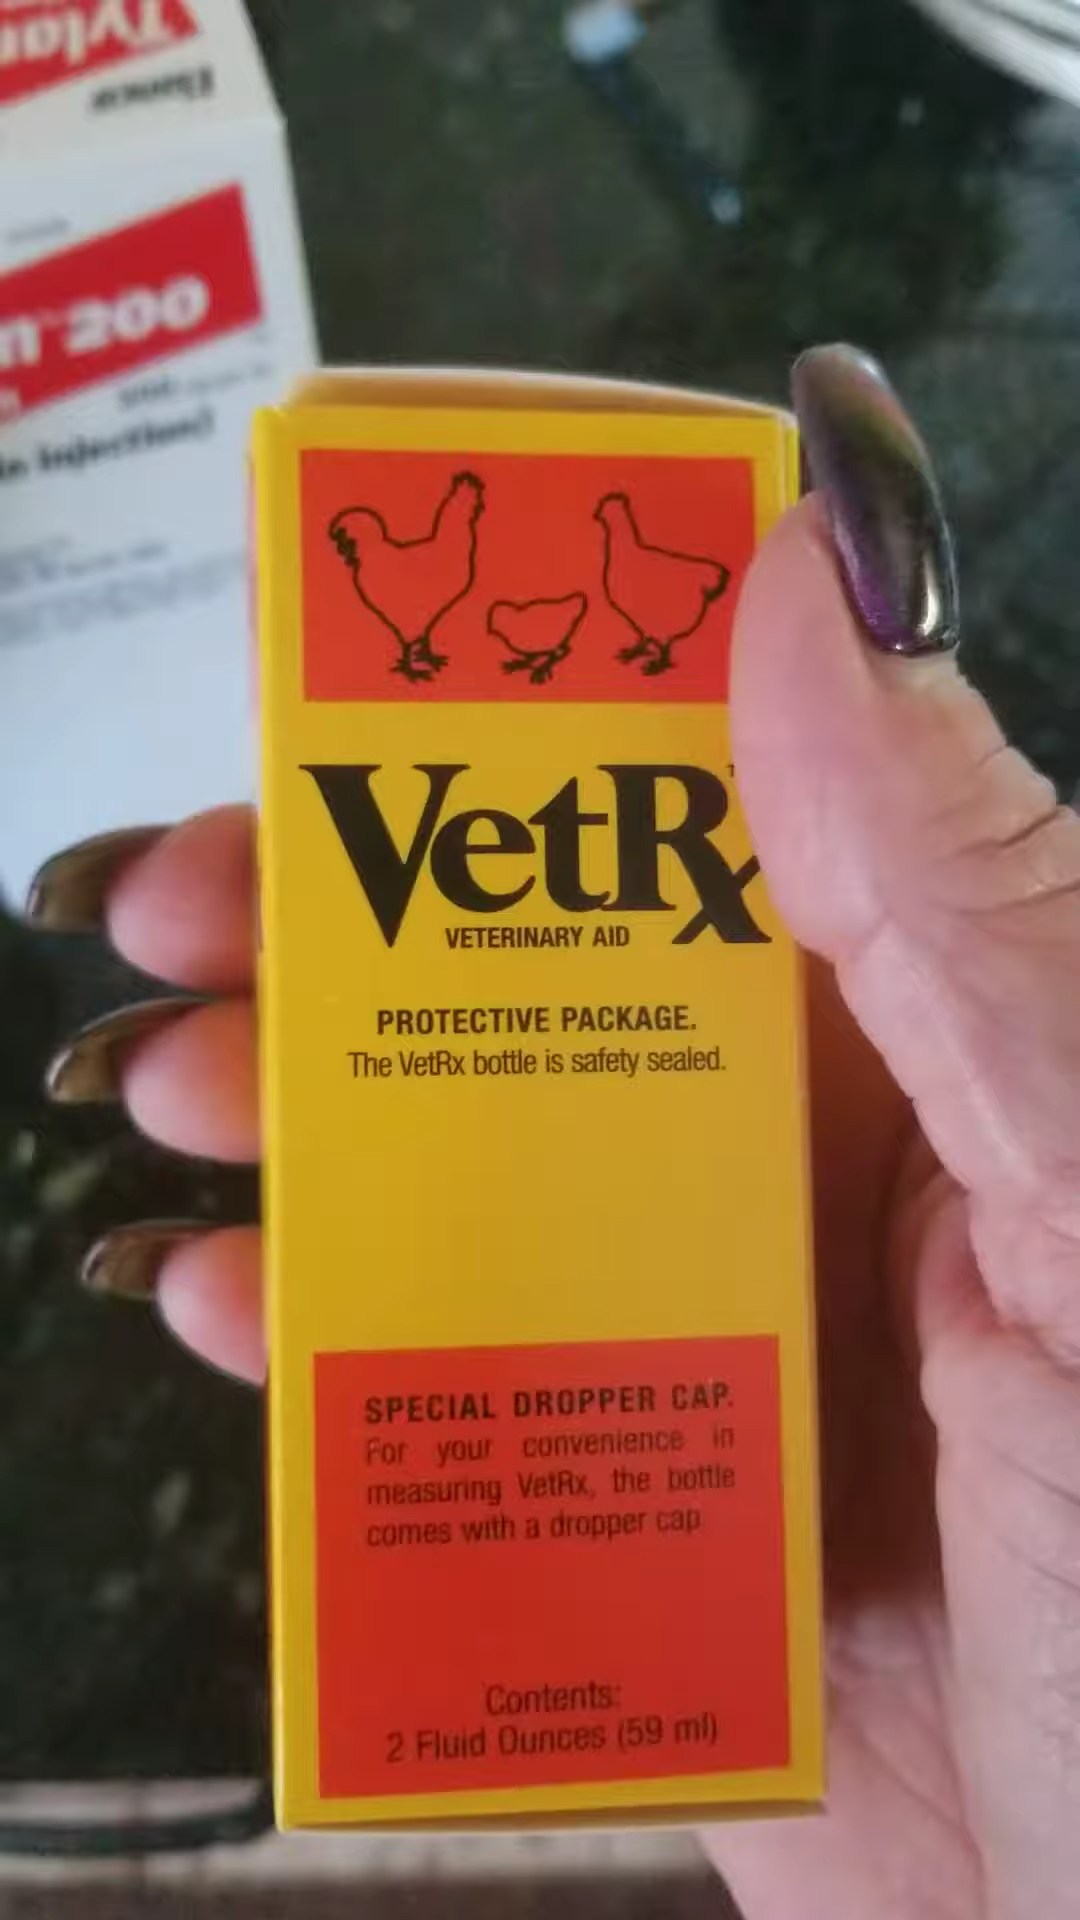 Tylan
n 200
injection)
VetRx
VETERINARY AID
PROTECTIVE PACKAGE.
The VetRx bottle is safety sealed.
SPECIAL DROPPER CAP.
For your convenience in
measuring VetRx, the bottle
comes with a dropper cap.
Contents:
2 Fluid Ounces (59 ml)